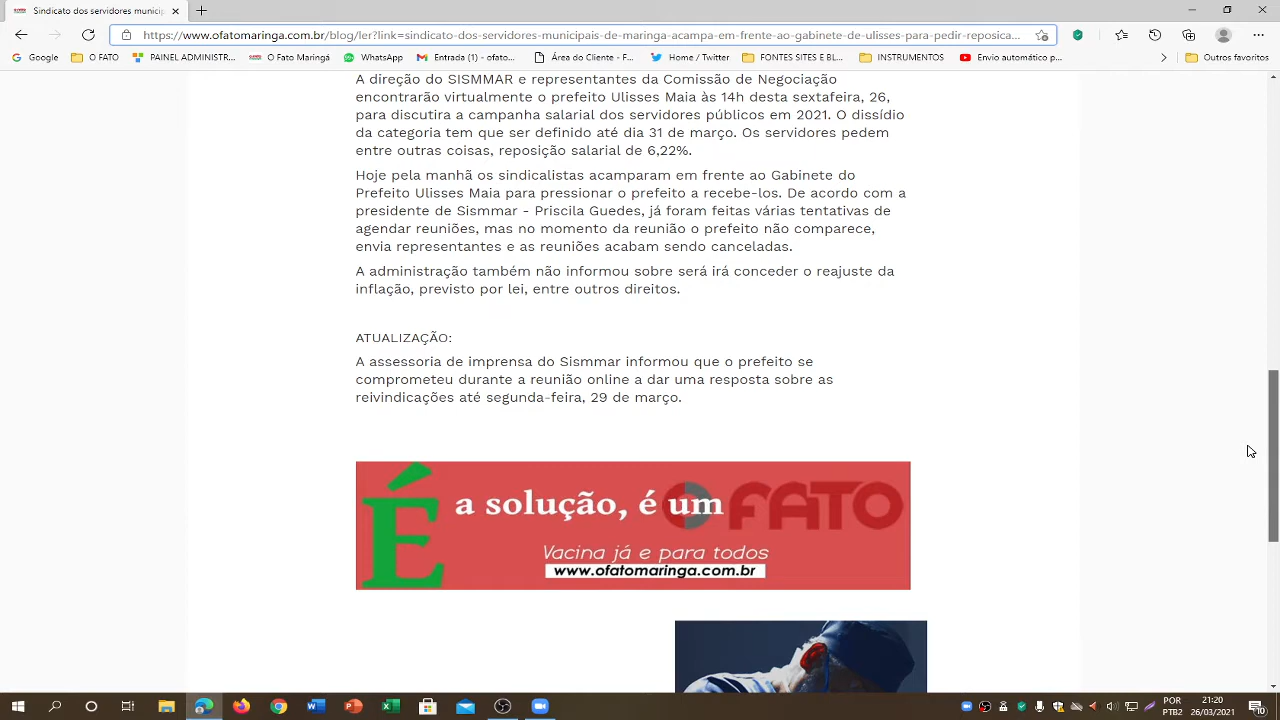 Sindicato dos servidores munici
https://www.ofatomaringa.com.br/blog/ler?link=sindicato-dos-servidores-municipais-de-maringa-acampa-em-frente-ao-gabinete-de-ulisses-para-pedir-reposica...
Google O FATO PAINEL ADMINISTR... O Fato Maringá WhatsApp Entrada (1) - ofato... Área do Cliente - F... Home / Twitter FONTES SITES E BL... INSTRUMENTOS Envio automático p... Outros favoritos
A direção do SISMMAR e representantes da Comissão de Negociação
encontrarão virtualmente o prefeito Ulisses Maia às 14h desta sextafeira, 26,
para discutira a campanha salarial dos servidores públicos em 2021. O dissídio
da categoria tem que ser definido até dia 31 de março. Os servidores pedem
entre outras coisas, reposição salarial de 6,22%.
Hoje pela manhã os sindicalistas acamparam em frente ao Gabinete do
Prefeito Ulisses Maia para pressionar o prefeito a recebe-los. De acordo com a
presidente de Sismmar - Priscila Guedes, já foram feitas várias tentativas de
agendar reuniões, mas no momento da reunião o prefeito não comparece,
envia representantes e as reuniões acabam sendo canceladas.
A administração também não informou sobre será irá conceder o reajuste da
inflação, previsto por lei, entre outros direitos.
ATUALIZAÇÃO:
A assessoria de imprensa do Sismmar informou que o prefeito se
comprometeu durante a reunião online a dar uma resposta sobre as
reivindicações até segunda-feira, 29 de março.
É a solução, é um O FATO
Vacina já e para todos
www.ofatomaringa.com.br
POR 21:20
PTB2 26/03/2021